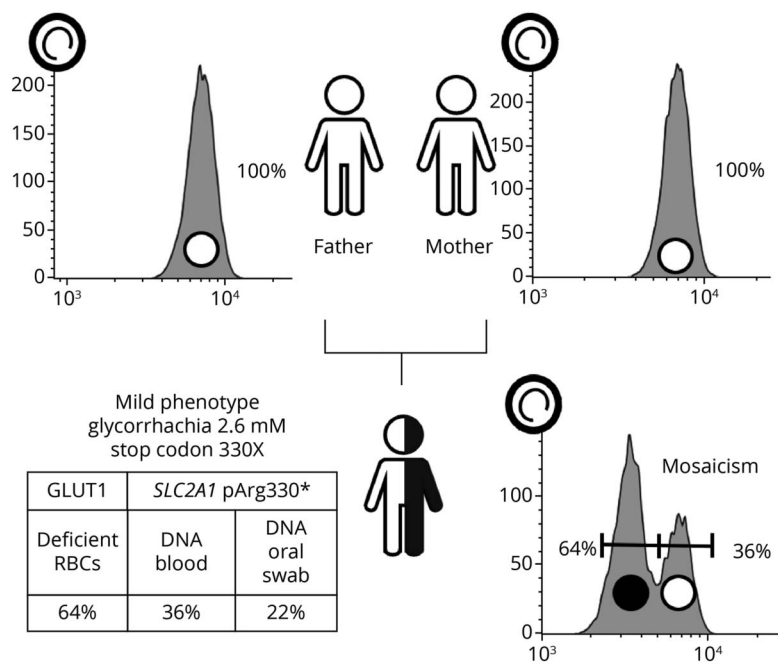 200
150
100
50
0
10³
10⁴
100%
Father
Mother
200
150
100
50
0
10³
10⁴
100%
Mild phenotype
glycorrhachia 2.6 mM
stop codon 330X
GLUT1
SLC2A1 pArg330*
Deficient
RBCs
DNA
blood
DNA
oral
swab
64%
36%
22%
Mosaicism
100
50
30
0
64%
36%
10³
10⁴